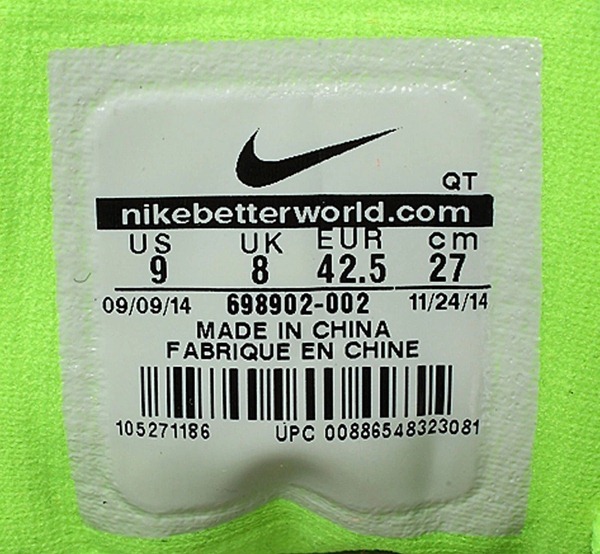 QT
nikebetterworld.com
US UK EUR cm
9 8 42.5 27
09/09/14 698902-002 11/24/14
MADE IN CHINA
FABRIQUE EN CHINE
105271186 UPC 00886548323081